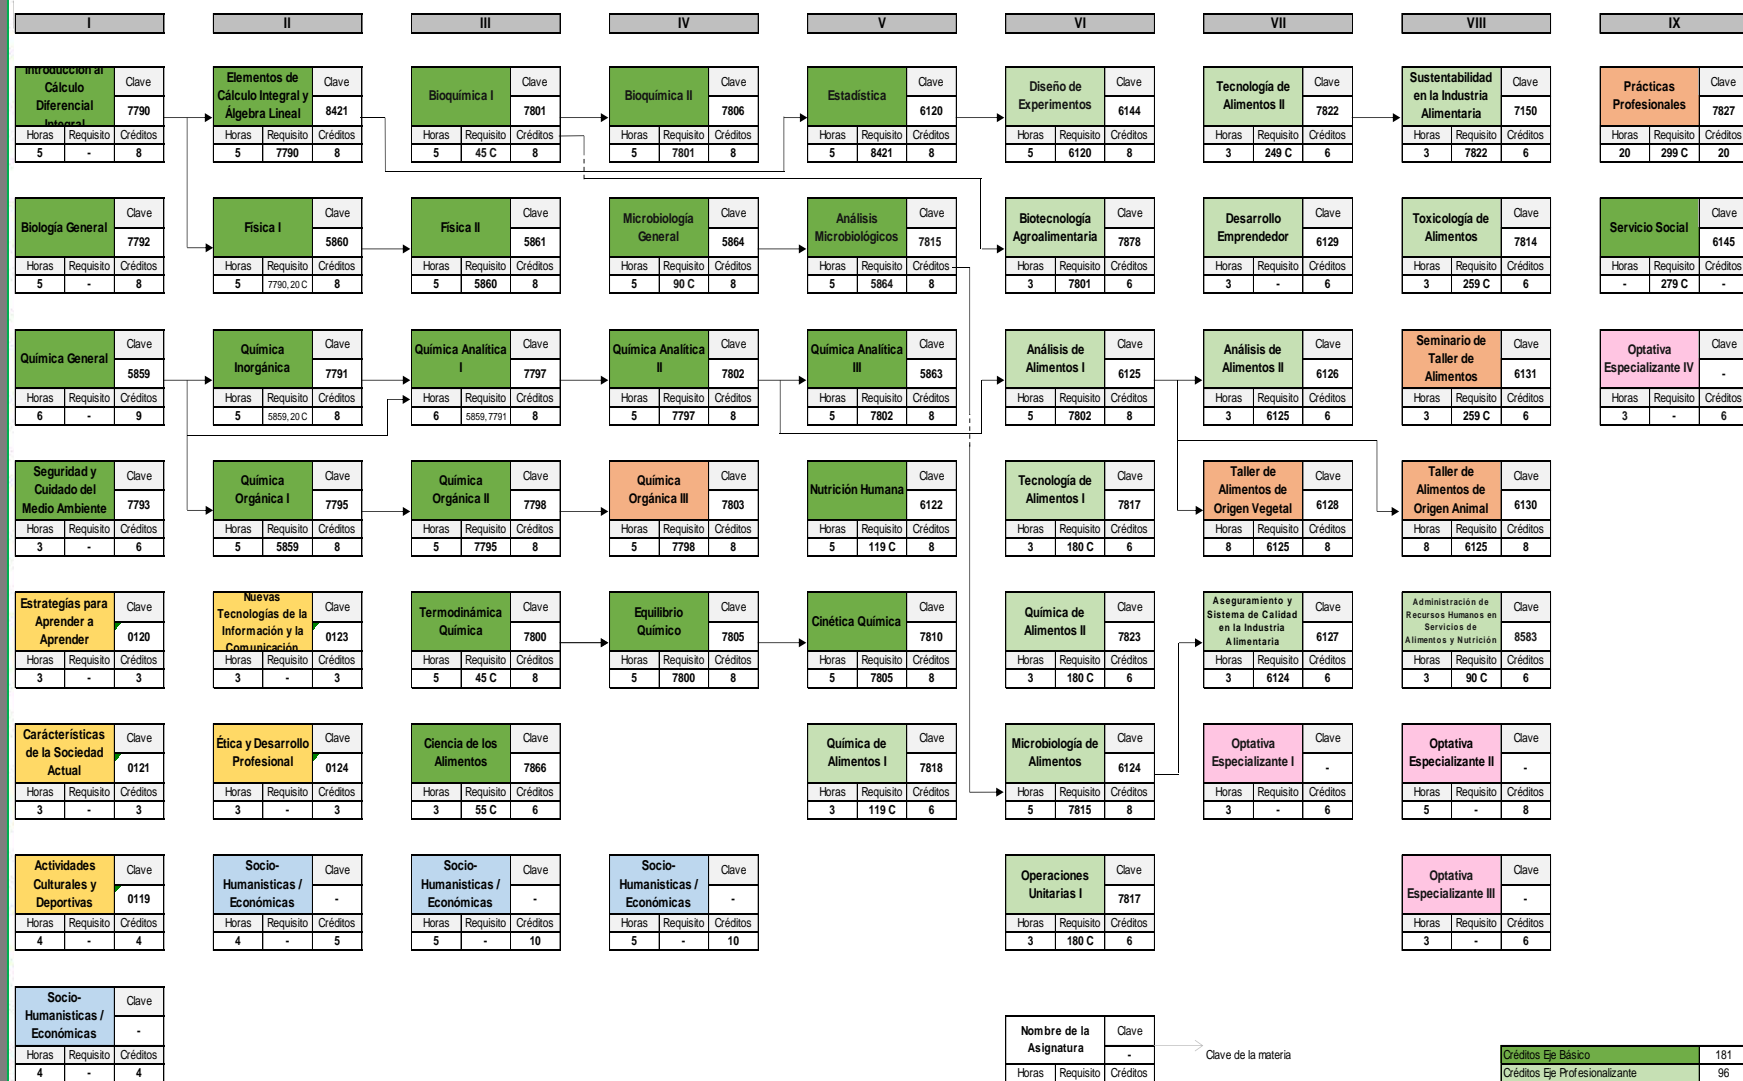 I II III IV V VI VII VIII IX
Introducción al Cálculo Diferencial Integral Clave 7790
Horas Requisito Créditos
5 - 8
Elementos de Cálculo Integral y Álgebra Lineal Clave 8421
Horas Requisito Créditos
5 7790 8
Bioquímica I Clave 7801
Horas Requisito Créditos
5 45 C 8
Bioquímica II Clave 7806
Horas Requisito Créditos
5 7801 8
Estadística Clave 6120
Horas Requisito Créditos
5 8421 8
Diseño de Experimentos Clave 6144
Horas Requisito Créditos
5 6120 8
Tecnología de Alimentos II Clave 7822
Horas Requisito Créditos
3 249 C 6
Sustentabilidad en la Industria Alimentaria Clave 7150
Horas Requisito Créditos
3 7822 6
Prácticas Profesionales Clave 7827
Horas Requisito Créditos
20 299 C 20
Biología General Clave 7792
Horas Requisito Créditos
5 - 8
Física I Clave 5860
Horas Requisito Créditos
5 7790, 20 C 8
Física II Clave 5861
Horas Requisito Créditos
5 5860 8
Microbiología General Clave 5864
Horas Requisito Créditos
5 90 C 8
Análisis Microbiológicos Clave 7815
Horas Requisito Créditos
5 5864 8
Biotecnología Agroalimentaria Clave 7878
Horas Requisito Créditos
3 7801 6
Desarrollo Emprendedor Clave 6129
Horas Requisito Créditos
3 - 6
Toxicología de Alimentos Clave 7814
Horas Requisito Créditos
3 259 C 6
Servicio Social Clave 6145
Horas Requisito Créditos
- 279 C -
Química General Clave 5859
Horas Requisito Créditos
6 - 9
Química Inorgánica Clave 7791
Horas Requisito Créditos
5 5859, 20 C 8
Química Analítica I Clave 7797
Horas Requisito Créditos
6 5859, 7791 8
Química Analítica II Clave 7802
Horas Requisito Créditos
5 7797 8
Química Analítica III Clave 5863
Horas Requisito Créditos
5 7802 8
Análisis de Alimentos I Clave 6125
Horas Requisito Créditos
5 7802 8
Análisis de Alimentos II Clave 6126
Horas Requisito Créditos
3 6125 6
Seminario de Taller de Alimentos Clave 6131
Horas Requisito Créditos
3 259 C 6
Optativa Especializante IV Clave -
Horas Requisito Créditos
3 - 6
Seguridad y Cuidado del Medio Ambiente Clave 7793
Horas Requisito Créditos
3 - 6
Química Orgánica I Clave 7795
Horas Requisito Créditos
5 5859 8
Química Orgánica II Clave 7798
Horas Requisito Créditos
5 7795 8
Química Orgánica III Clave 7803
Horas Requisito Créditos
5 7798 8
Nutrición Humana Clave 6122
Horas Requisito Créditos
5 119 C 8
Tecnología de Alimentos I Clave 7817
Horas Requisito Créditos
3 180 C 6
Taller de Alimentos de Origen Vegetal Clave 6128
Horas Requisito Créditos
8 6125 8
Taller de Alimentos de Origen Animal Clave 6130
Horas Requisito Créditos
8 6125 8
Estrategías para Aprender a Aprender Clave 0120
Horas Requisito Créditos
3 - 3
Nuevas Tecnologías de la Información y la Comunicación Clave 0123
Horas Requisito Créditos
3 - 3
Termodinámica Química Clave 7800
Horas Requisito Créditos
5 45 C 8
Equilibrio Químico Clave 7805
Horas Requisito Créditos
5 7800 8
Cinética Química Clave 7810
Horas Requisito Créditos
5 7805 8
Química de Alimentos II Clave 7823
Horas Requisito Créditos
3 180 C 6
Aseguramiento y Sistema de Calidad en la Industria Alimentaria Clave 6127
Horas Requisito Créditos
3 6124 6
Administración de Recursos Humanos en Servicios de Alimentos y Nutrición Clave 8583
Horas Requisito Créditos
3 90 C 6
Carácterísticas de la Sociedad Actual Clave 0121
Horas Requisito Créditos
3 - 3
Ética y Desarrollo Profesional Clave 0124
Horas Requisito Créditos
3 - 3
Ciencia de los Alimentos Clave 7866
Horas Requisito Créditos
3 55 C 6
Química de Alimentos I Clave 7818
Horas Requisito Créditos
3 119 C 6
Microbiología de Alimentos Clave 6124
Horas Requisito Créditos
5 7815 8
Optativa Especializante I Clave -
Horas Requisito Créditos
3 - 6
Optativa Especializante II Clave -
Horas Requisito Créditos
5 - 8
Actividades Culturales y Deportivas Clave 0119
Horas Requisito Créditos
4 - 4
Socio-Humanisticas / Económicas Clave -
Horas Requisito Créditos
4 - 5
Socio-Humanisticas / Económicas Clave -
Horas Requisito Créditos
5 - 10
Socio-Humanisticas / Económicas Clave -
Horas Requisito Créditos
5 - 10
Operaciones Unitarias I Clave 7817
Horas Requisito Créditos
3 180 C 6
Optativa Especializante III Clave -
Horas Requisito Créditos
3 - 6
Socio-Humanisticas / Económicas Clave -
Horas Requisito Créditos
4 - 4
Nombre de la Asignatura Clave -
Horas Requisito Créditos
Clave de la materia
Créditos Eje Básico 181
Créditos Eje Profesionalizante 96